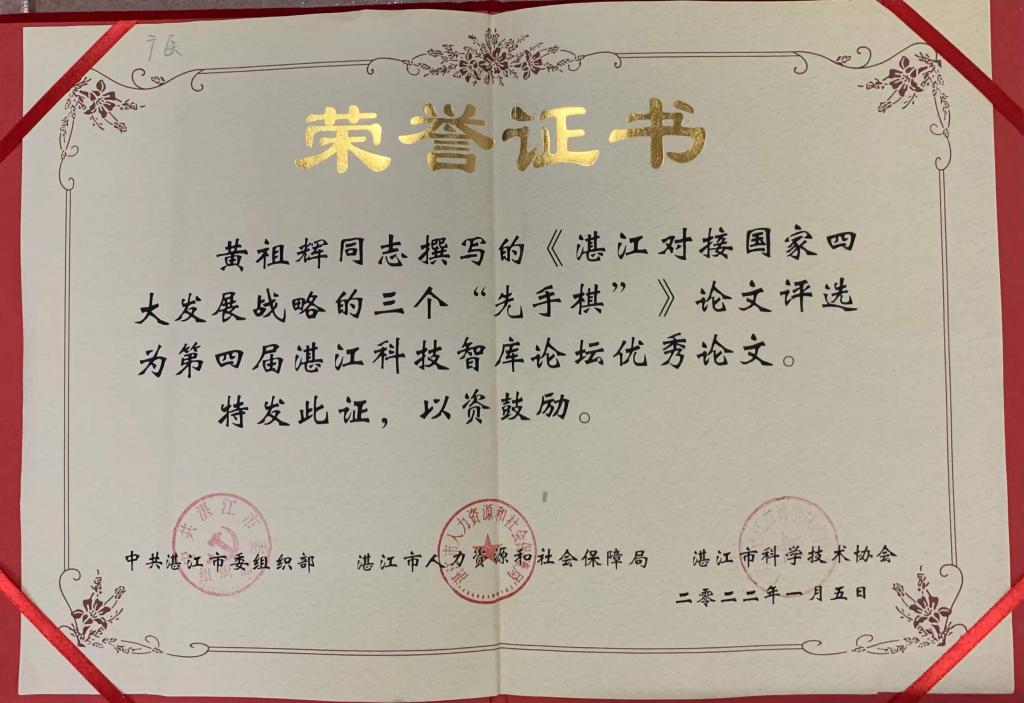 荣誉证书
黄祖辉同志撰写的《湛江对接国家四
大发展战略的三个“先手棋”》论文评选
为第四届湛江科技智库论坛优秀论文。
特发此证，以资鼓励。
中共湛江市委组织部 湛江市人力资源和社会保障局 湛江市科学技术协会
二零二二年一月五日